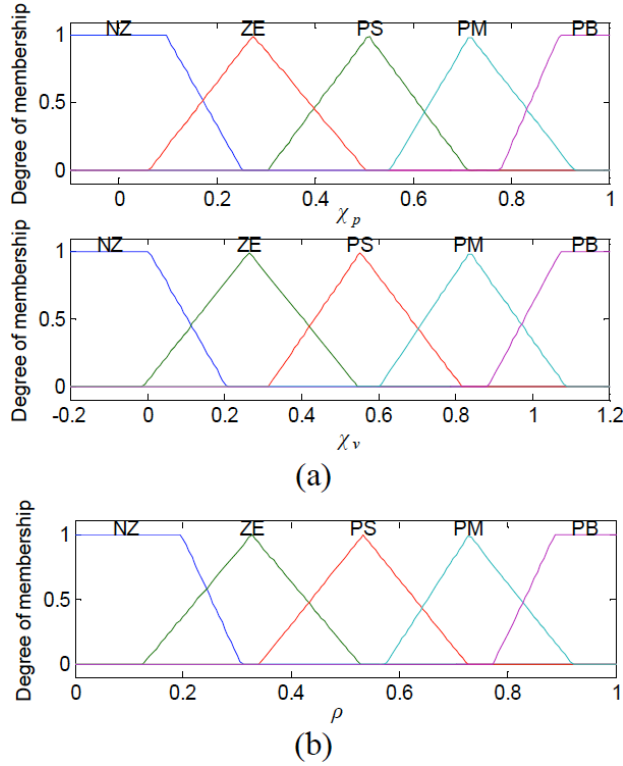 NZ ZE PS PM PB
Degree of membership
1
0.5
0
0 0.2 0.4 0.6 0.8 1
χp
NZ ZE PS PM PB
Degree of membership
1
0.5
0
-0.2 0 0.2 0.4 0.6 0.8 1 1.2
χv
(a)
NZ ZE PS PM PB
Degree of membership
1
0.5
0
0 0.2 0.4 0.6 0.8 1
ρ
(b)